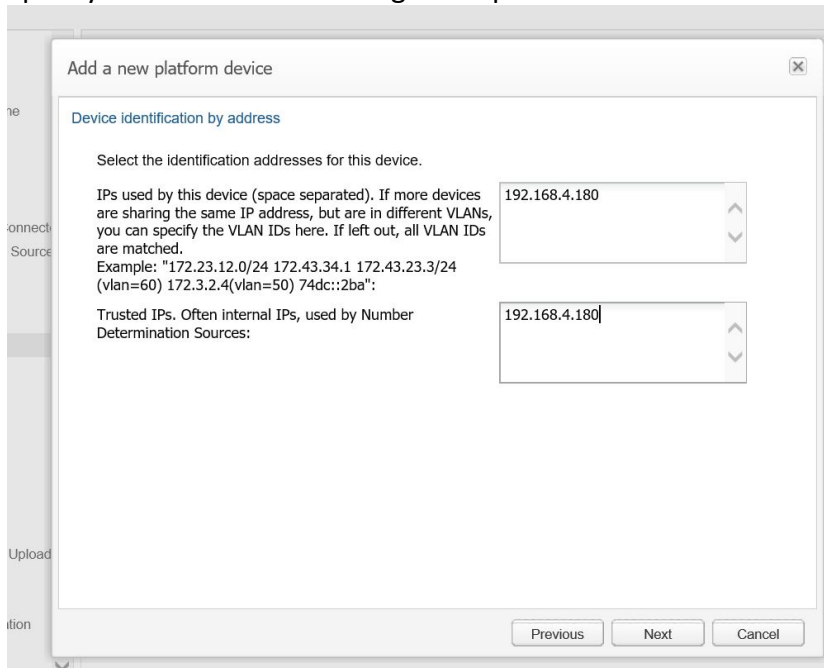 Add a new platform device
Device identification by address
Select the identification addresses for this device.
IPs used by this device (space separated). If more devices
are sharing the same IP address, but are in different VLANs,
you can specify the VLAN IDs here. If left out, all VLAN IDs
are matched.
Example: "172.23.12.0/24 172.43.34.1 172.43.23.3/24
(vlan=60) 172.3.2.4(vlan=50) 74dc::2ba":
192.168.4.180
Trusted IPs. Often internal IPs, used by Number
Determination Sources:
192.168.4.180
Source
Upload
Previous
Next
Cancel